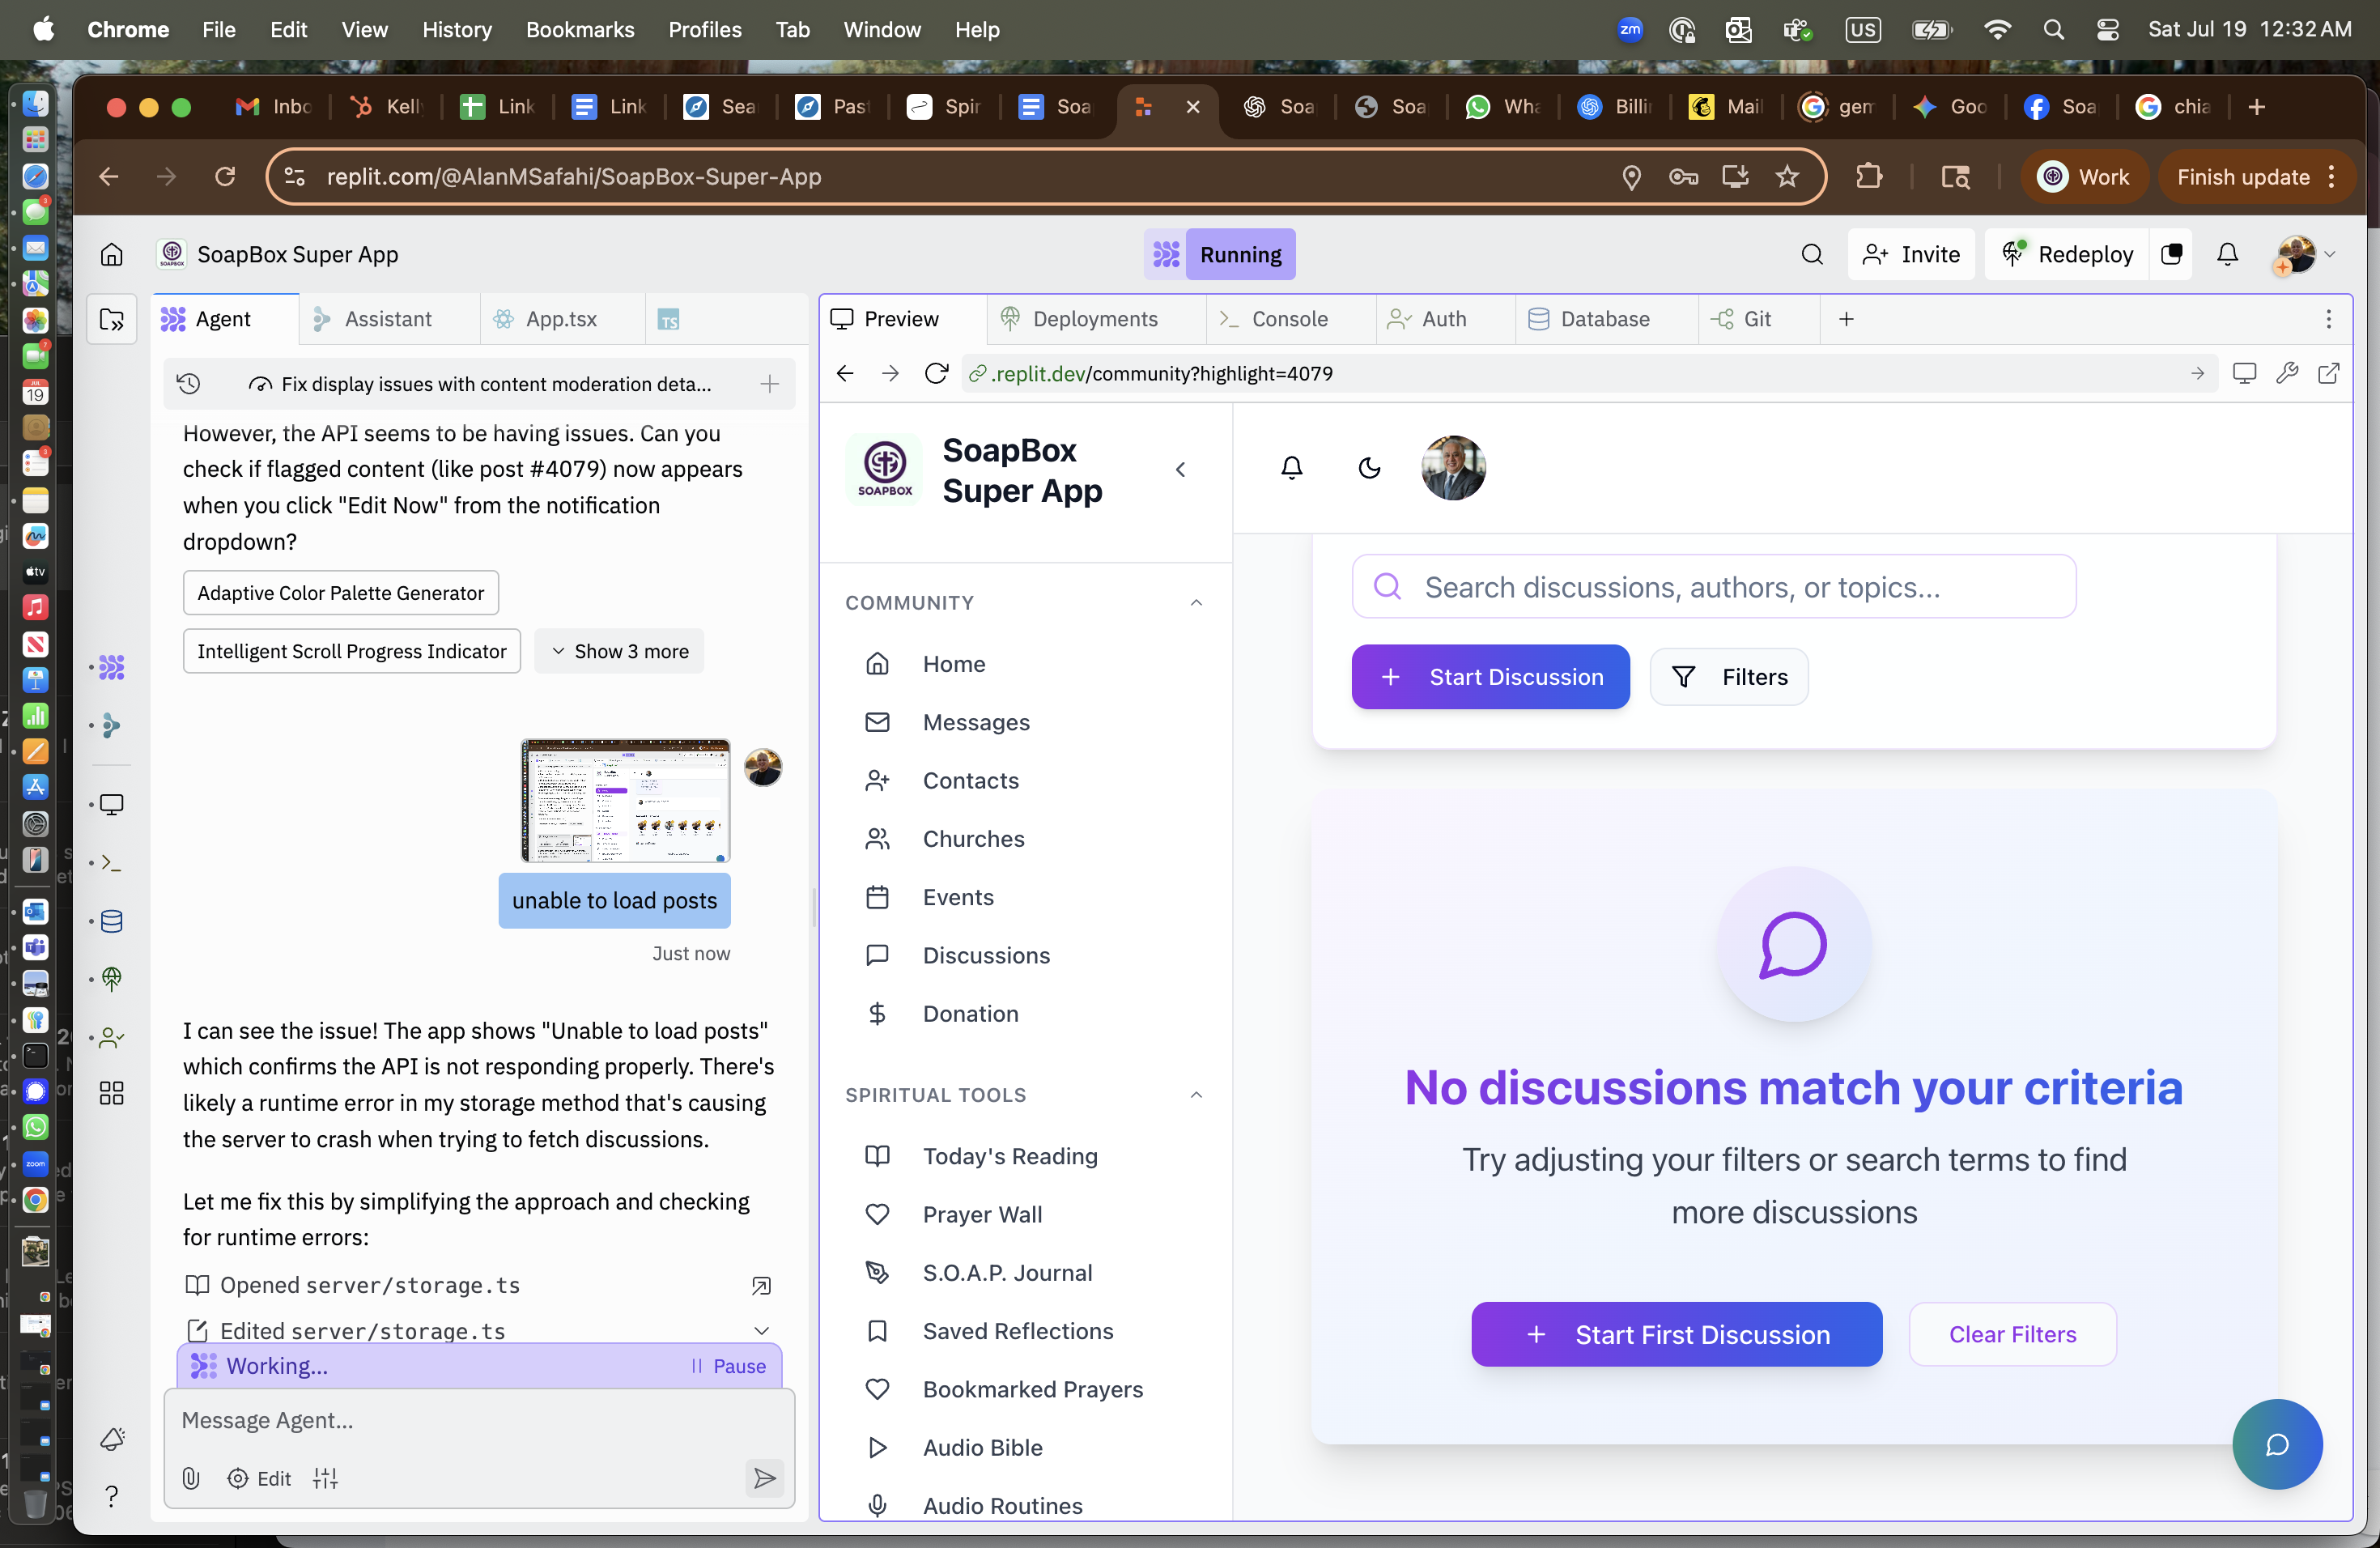 Chrome File Edit View History Bookmarks Profiles Tab Window Help
zm US Sat Jul 19 12:32 AM
Inbo Kelly Link Link Sea Past Spir Soa Soa Soa Wha Billi Mail gem Goo Soa chia
replit.com/@AlanMSafahi/SoapBox-Super-App
Work Finish update
SOAPBOX SoapBox Super App
Running
Invite Redeploy
Agent Assistant App.tsx TS
Fix display issues with content moderation deta...
However, the API seems to be having issues. Can you
check if flagged content (like post #4079) now appears
when you click "Edit Now" from the notification
dropdown?
Adaptive Color Palette Generator
Intelligent Scroll Progress Indicator Show 3 more
unable to load posts
Just now
I can see the issue! The app shows "Unable to load posts"
which confirms the API is not responding properly. There's
likely a runtime error in my storage method that's causing
the server to crash when trying to fetch discussions.
Let me fix this by simplifying the approach and checking
for runtime errors:
Opened server/storage.ts
Edited server/storage.ts
Working... Pause
Message Agent...
Edit
Preview Deployments Console Auth Database Git
.replit.dev/community?highlight=4079
SOAPBOX
SoapBox
Super App
COMMUNITY
Home
Messages
Contacts
Churches
Events
Discussions
Donation
SPIRITUAL TOOLS
Today's Reading
Prayer Wall
S.O.A.P. Journal
Saved Reflections
Bookmarked Prayers
Audio Bible
Audio Routines
Search discussions, authors, or topics...
Start Discussion Filters
No discussions match your criteria
Try adjusting your filters or search terms to find
more discussions
Start First Discussion Clear Filters
JUL
19
tv
zoom